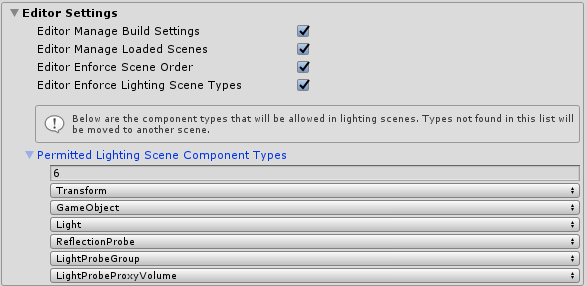 Editor Settings
Editor Manage Build Settings
Editor Manage Loaded Scenes
Editor Enforce Scene Order
Editor Enforce Lighting Scene Types
Below are the component types that will be allowed in lighting scenes. Types not found in this list will
be moved to another scene.
Permitted Lighting Scene Component Types
6
Transform
GameObject
Light
ReflectionProbe
LightProbeGroup
LightProbeProxyVolume